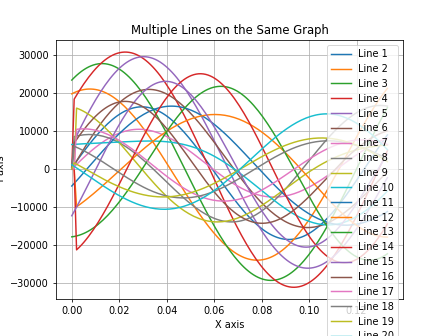 Multiple Lines on the Same Graph
30000
20000
10000
0
−10000
−20000
−30000
0.00
0.02
0.04
0.06
0.08
0.10
X axis
axis
Line 1
Line 2
Line 3
Line 4
Line 5
Line 6
Line 7
Line 8
Line 9
Line 10
Line 11
Line 12
Line 13
Line 14
Line 15
Line 16
Line 17
Line 18
Line 19
Line 20